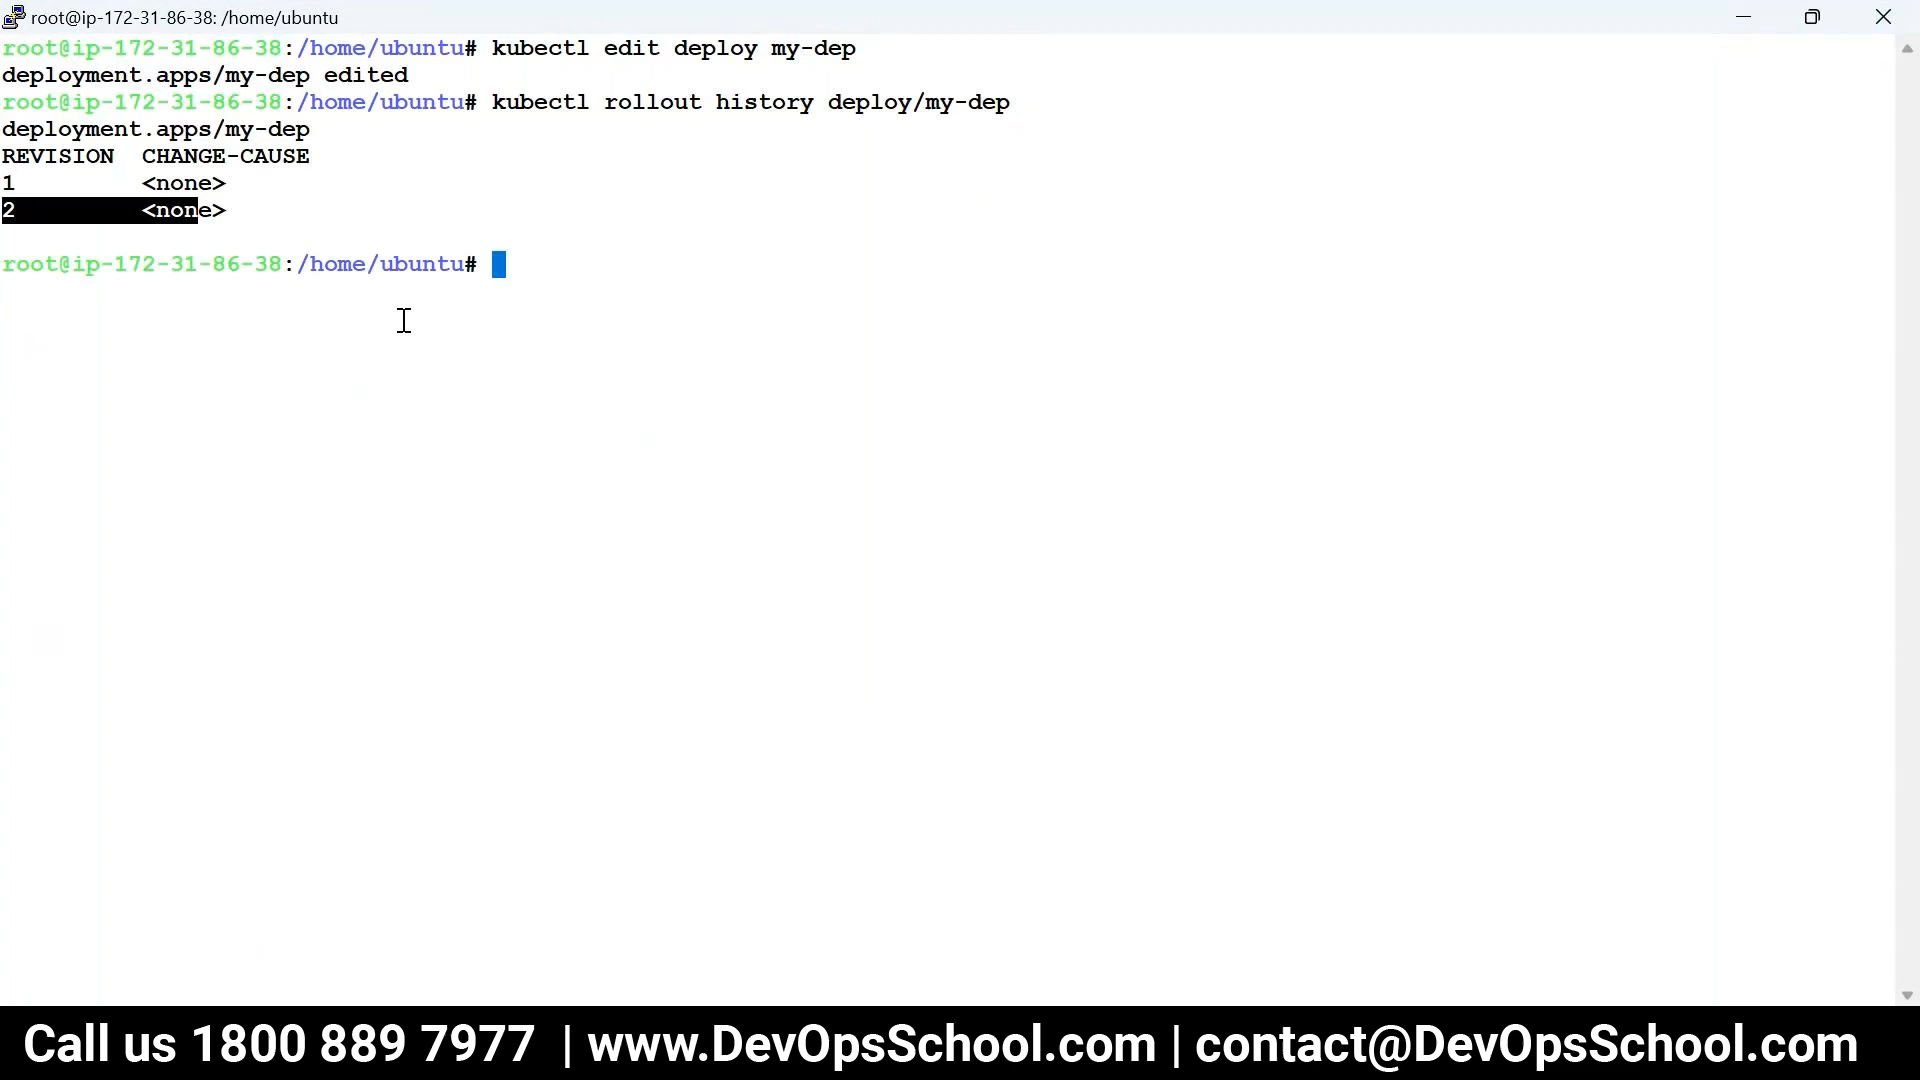 root@ip-172-31-86-38: /home/ubuntu
root@ip-172-31-86-38:/home/ubuntu# kubectl edit deploy my-dep
deployment.apps/my-dep edited
root@ip-172-31-86-38:/home/ubuntu# kubectl rollout history deploy/my-dep
deployment.apps/my-dep
REVISION  CHANGE-CAUSE
1         <none>
2         <none>
root@ip-172-31-86-38:/home/ubuntu#
Call us 1800 889 7977 | www.DevOpsSchool.com | contact@DevOpsSchool.com